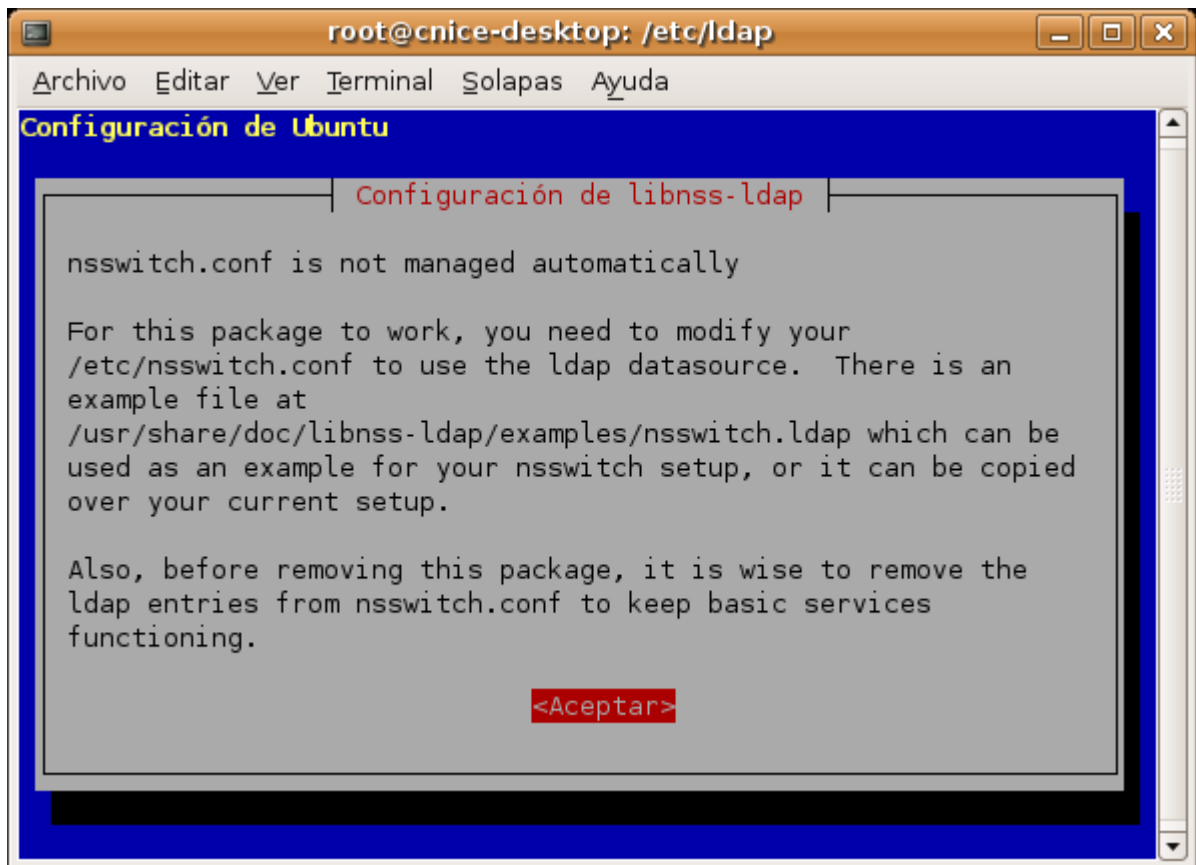 root@cnice-desktop: /etc/ldap
Archivo Editar Ver Terminal Solapas Ayuda
Configuración de Ubuntu
Configuración de libnss-ldap
nsswitch.conf is not managed automatically
For this package to work, you need to modify your
/etc/nsswitch.conf to use the ldap datasource.  There is an
example file at
/usr/share/doc/libnss-ldap/examples/nsswitch.ldap which can be
used as an example for your nsswitch setup, or it can be copied
over your current setup.
Also, before removing this package, it is wise to remove the
ldap entries from nsswitch.conf to keep basic services
functioning.
<Aceptar>